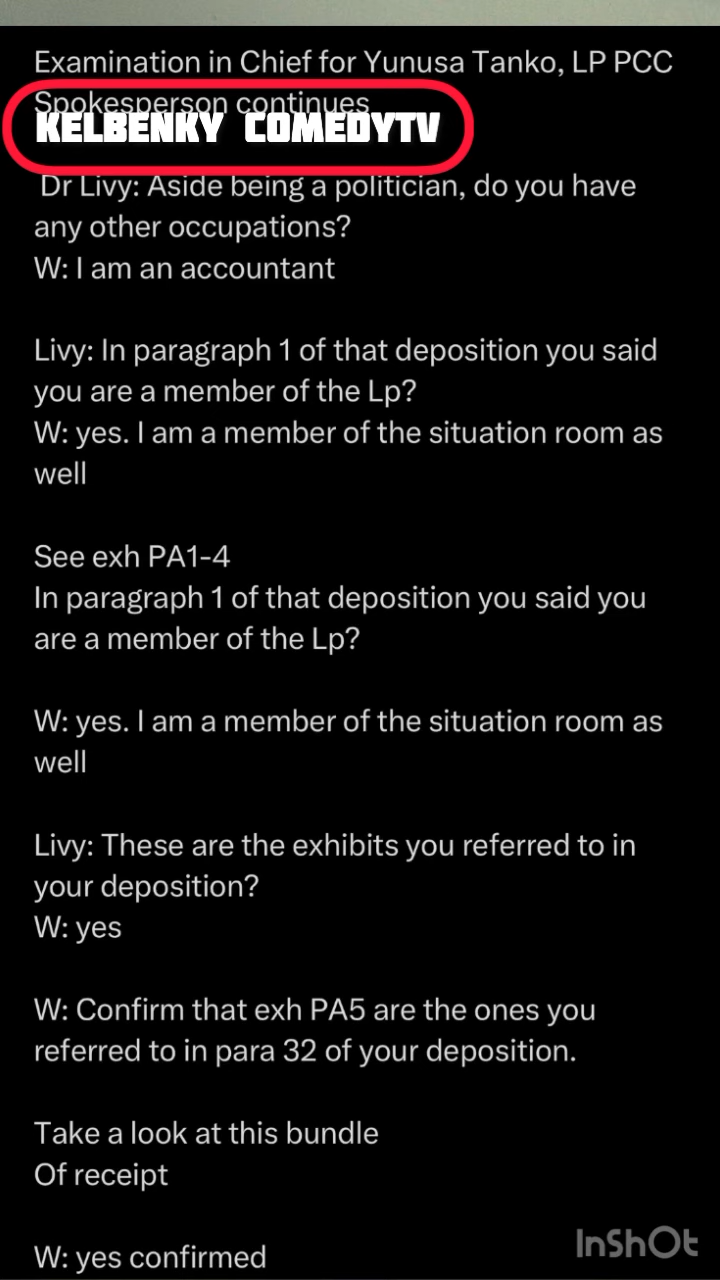 Examination in Chief for Yunusa Tanko, LP PCC
Spokesperson continues
KELBENKY COMEDYTV
Dr Livy: Aside being a politician, do you have
any other occupations?
W: I am an accountant
Livy: In paragraph 1 of that deposition you said
you are a member of the Lp?
W: yes. I am a member of the situation room as
well
See exh PA1-4
In paragraph 1 of that deposition you said you
are a member of the Lp?
W: yes. I am a member of the situation room as
well
Livy: These are the exhibits you referred to in
your deposition?
W: yes
W: Confirm that exh PA5 are the ones you
referred to in para 32 of your deposition.
Take a look at this bundle
Of receipt
W: yes confirmed
InShOt